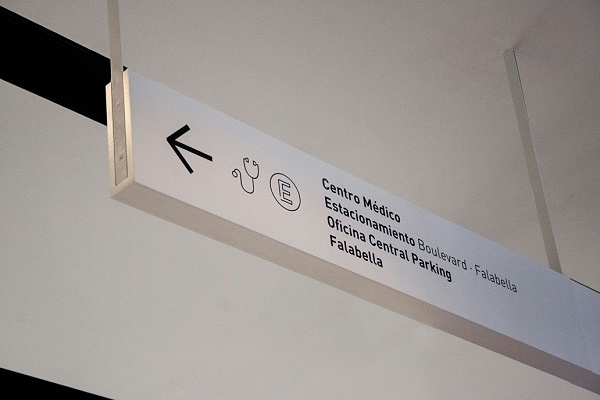 E
Centro Médico
Estacionamiento Boulevard - Falabella
Oficina Central Parking
Falabella